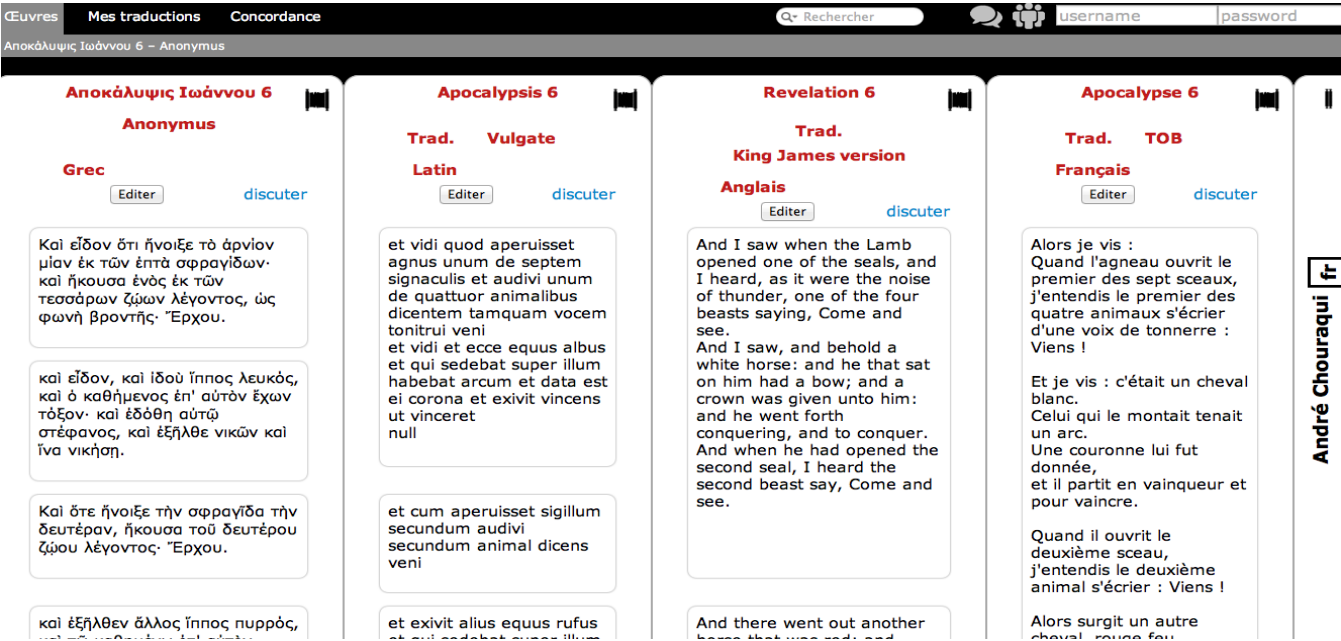 Œuvres Mes traductions Concordance Rechercher username password
Αποκάλυψις Ιωάννου 6 – Anonymus
Αποκάλυψις Ιωάννου 6
Anonymus
Grec
Editer discuter
Καὶ εἶδον ὅτι ἤνοιξε τὸ ἀρνίον
μίαν ἐκ τῶν ἑπτὰ σφραγίδων·
καὶ ἤκουσα ἑνὸς ἐκ τῶν
τεσσάρων ζῴων λέγοντος, ὡς
φωνὴ βροντῆς· Ἔρχου.
καὶ εἶδον, καὶ ἰδοὺ ἵππος λευκός,
καὶ ὁ καθήμενος ἐπ' αὐτὸν ἔχων
τόξον· καὶ ἐδόθη αὐτῷ
στέφανος, καὶ ἐξῆλθε νικῶν καὶ
ἵνα νικήσῃ.
Καὶ ὅτε ἤνοιξε τὴν σφραγῖδα τὴν
δευτέραν, ἤκουσα τοῦ δευτέρου
ζῴου λέγοντος· Ἔρχου.
καὶ ἐξῆλθεν ἄλλος ἵππος πυρρός,
Apocalypsis 6
Trad. Vulgate
Latin
Editer discuter
et vidi quod aperuisset
agnus unum de septem
signaculis et audivi unum
de quattuor animalibus
dicentem tamquam vocem
tonitrui veni
et vidi et ecce equus albus
et qui sedebat super illum
habebat arcum et data est
ei corona et exivit vincens
ut vinceret
null
et cum aperuisset sigillum
secundum audivi
secundum animal dicens
veni
et exivit alius equus rufus
et qui sedebat super illum
Revelation 6
Trad.
King James version
Anglais
Editer discuter
And I saw when the Lamb
opened one of the seals, and
I heard, as it were the noise
of thunder, one of the four
beasts saying, Come and
see.
And I saw, and behold a
white horse: and he that sat
on him had a bow; and a
crown was given unto him:
and he went forth
conquering, and to conquer.
And when he had opened the
second seal, I heard the
second beast say, Come and
see.
And there went out another
horse that was red: and
Apocalypse 6
Trad. TOB
Français
Editer discuter
Alors je vis :
Quand l'agneau ouvrit le
premier des sept sceaux,
j'entendis le premier des
quatre animaux s'écrier
d'une voix de tonnerre :
Viens !
Et je vis : c'était un cheval
blanc.
Celui qui le montait tenait
un arc.
Une couronne lui fut
donnée,
et il partit en vainqueur et
pour vaincre.
Quand il ouvrit le
deuxième sceau,
j'entendis le deuxième
animal s'écrier : Viens !
Alors surgit un autre
cheval, rouge feu
André Chouraqui fr